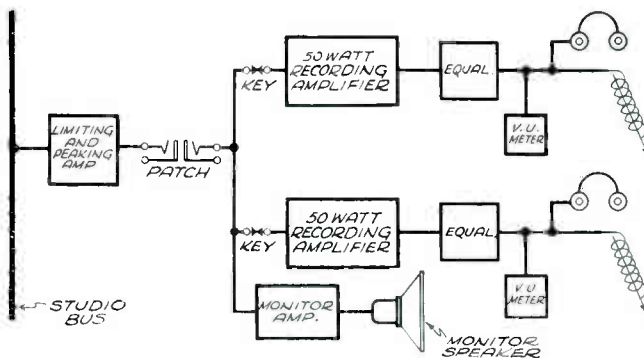 50 WATT
RECORDING
AMPLIFIER
EQUAL.
KEY
V.U.
METER
LIMITING
AND
PEAKING
AMP
PATCH
50 WATT
RECORDING
AMPLIFIER
EQUAL.
KEY
V.U.
METER
MONITOR
AMP.
STUDIO
BUS
MONITOR
SPEAKER